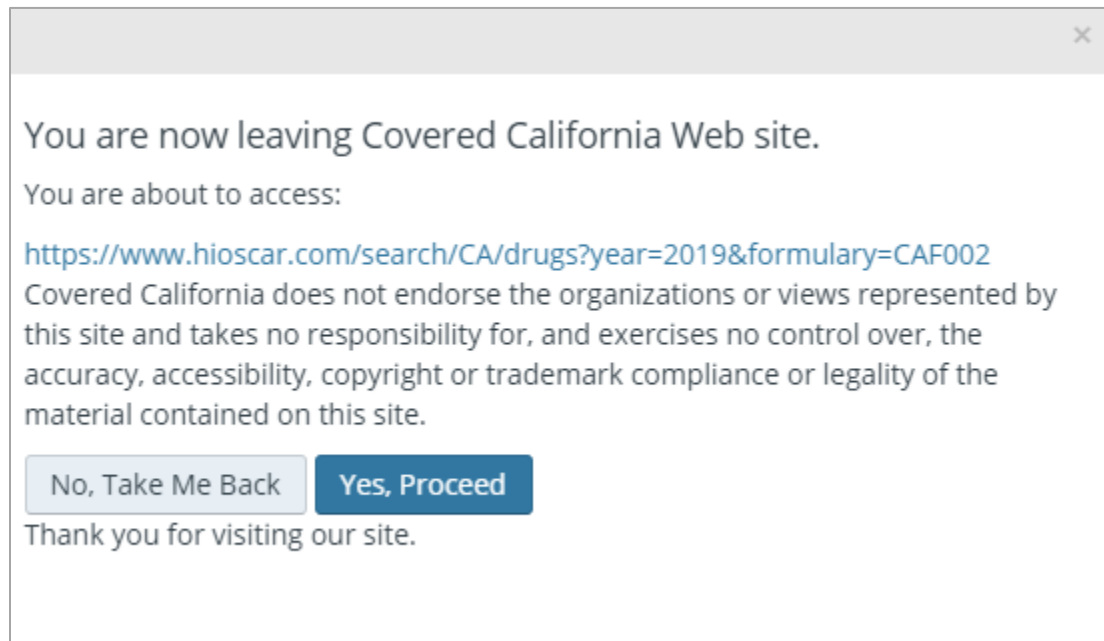 ×
You are now leaving Covered California Web site.
You are about to access:
https://www.hioscar.com/search/CA/drugs?year=2019&formulary=CAF002
Covered California does not endorse the organizations or views represented by
this site and takes no responsibility for, and exercises no control over, the
accuracy, accessibility, copyright or trademark compliance or legality of the
material contained on this site.
No, Take Me Back Yes, Proceed
Thank you for visiting our site.